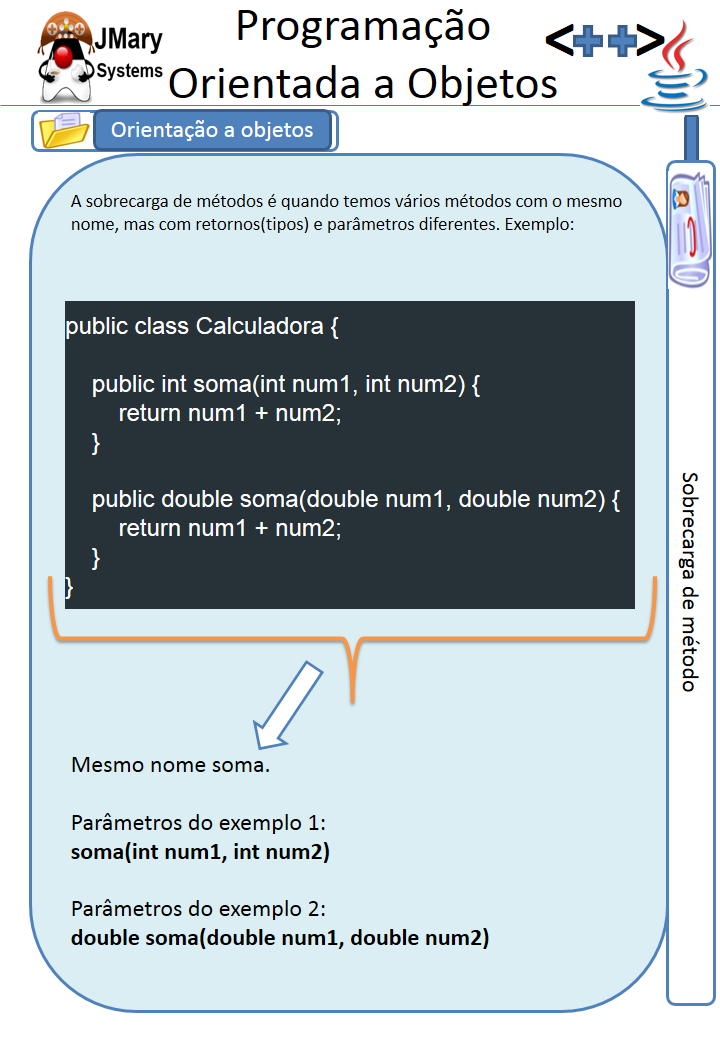 JMary
Systems
Programação
Orientada a Objetos
<++>
Orientação a objetos
A sobrecarga de métodos é quando temos vários métodos com o mesmo
nome, mas com retornos(tipos) e parâmetros diferentes. Exemplo:
public class Calculadora {
public int soma(int num1, int num2) {
return num1 + num2;
}
public double soma(double num1, double num2) {
return num1 + num2;
}
}
Mesmo nome soma.
Parâmetros do exemplo 1:
soma(int num1, int num2)
Parâmetros do exemplo 2:
double soma(double num1, double num2)
Sobrecarga de método